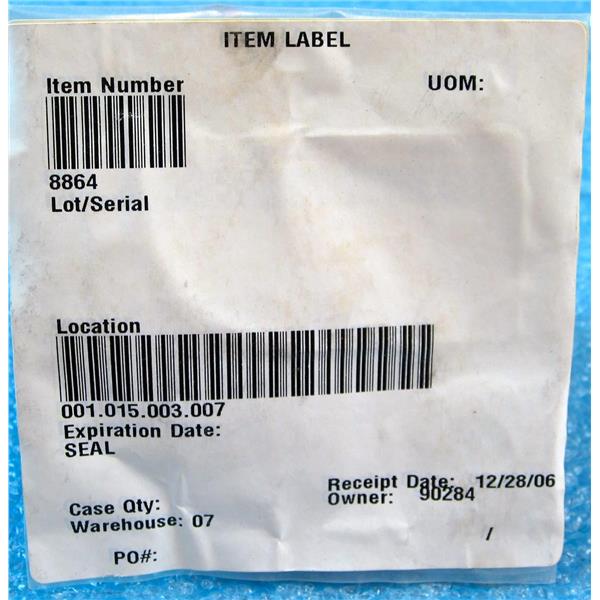 ITEM LABEL
Item Number UOM:
8864
Lot/Serial
Location
001.015.003.007
Expiration Date:
SEAL
Receipt Date: 12/28/06
Owner: 90284
Case Qty:
Warehouse: 07
/
PO#: